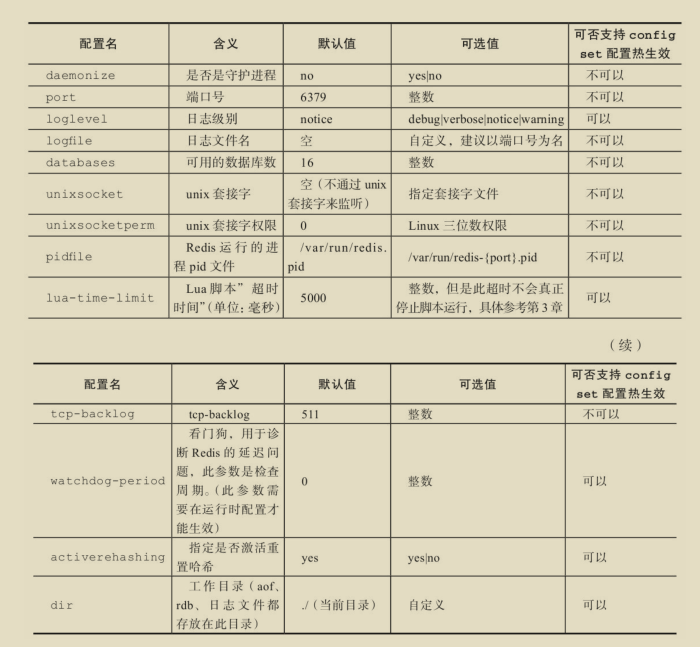 配置名 含义 默认值 可选值 可否支持 config
set 配置热生效
daemonize 是否是守护进程 no yes|no 不可以
port 端口号 6379 整数 不可以
loglevel 日志级别 notice debug|verbose|notice|warning 可以
logfile 日志文件名 空 自定义，建议以端口号为名 不可以
databases 可用的数据库数 16 整数 不可以
unixsocket unix 套接字 空（不通过 unix
套接字来监听） 指定套接字文件 不可以
unixsocketperm unix 套接字权限 0 Linux 三位数权限 不可以
pidfile Redis 运行的进
程 pid 文件 /var/run/redis.
pid /var/run/redis-{port}.pid 不可以
lua-time-limit Lua 脚本”超时
时间”（单位：毫秒） 5000 整数，但是此超时不会真正
停止脚本运行，具体参考第 3 章 可以
（续）
配置名 含义 默认值 可选值 可否支持 config
set 配置热生效
tcp-backlog tcp-backlog 511 整数 不可以
watchdog-period 看门狗，用于诊
断 Redis 的延迟问
题，此参数是检查
周期。（此参数需
要在运行时配置才
能生效） 0 整数 可以
activerehashing 指定是否激活重
置哈希 yes yes|no 可以
dir 工作目录（aof、
rdb、日志文件都
存放在此目录） ./（当前目录） 自定义 可以